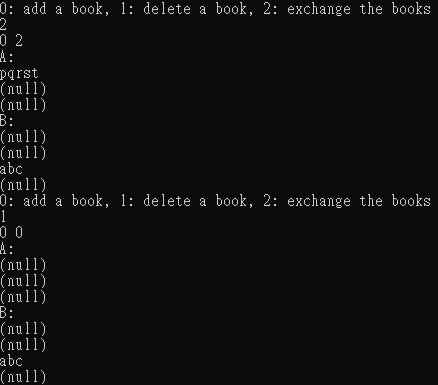 0: add a book, 1: delete a book, 2: exchange the books
2
0 2
A:
pqrst
(null)
(null)
B:
(null)
(null)
abc
(null)
0: add a book, 1: delete a book, 2: exchange the books
1
0 0
A:
(null)
(null)
(null)
B:
(null)
(null)
abc
(null)